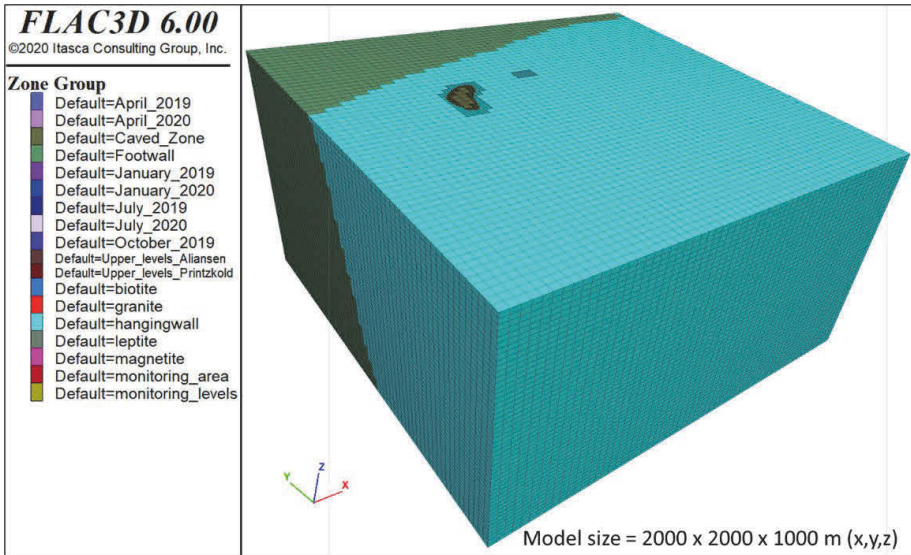 FLAC3D 6.00
©2020 Itasca Consulting Group, Inc.
Zone Group
Default=April_2019
Default=April_2020
Default=Caved_Zone
Default=Footwall
Default=January_2019
Default=January_2020
Default=July_2019
Default=July_2020
Default=October_2019
Default=Upper_levels_Aliansen
Default=Upper_levels_Printzkold
Default=biotite
Default=granite
Default=hangingwall
Default=leptite
Default=magnetite
Default=monitoring_area
Default=monitoring_levels
Z
Y
X
Model size = 2000 x 2000 x 1000 m (x,y,z)